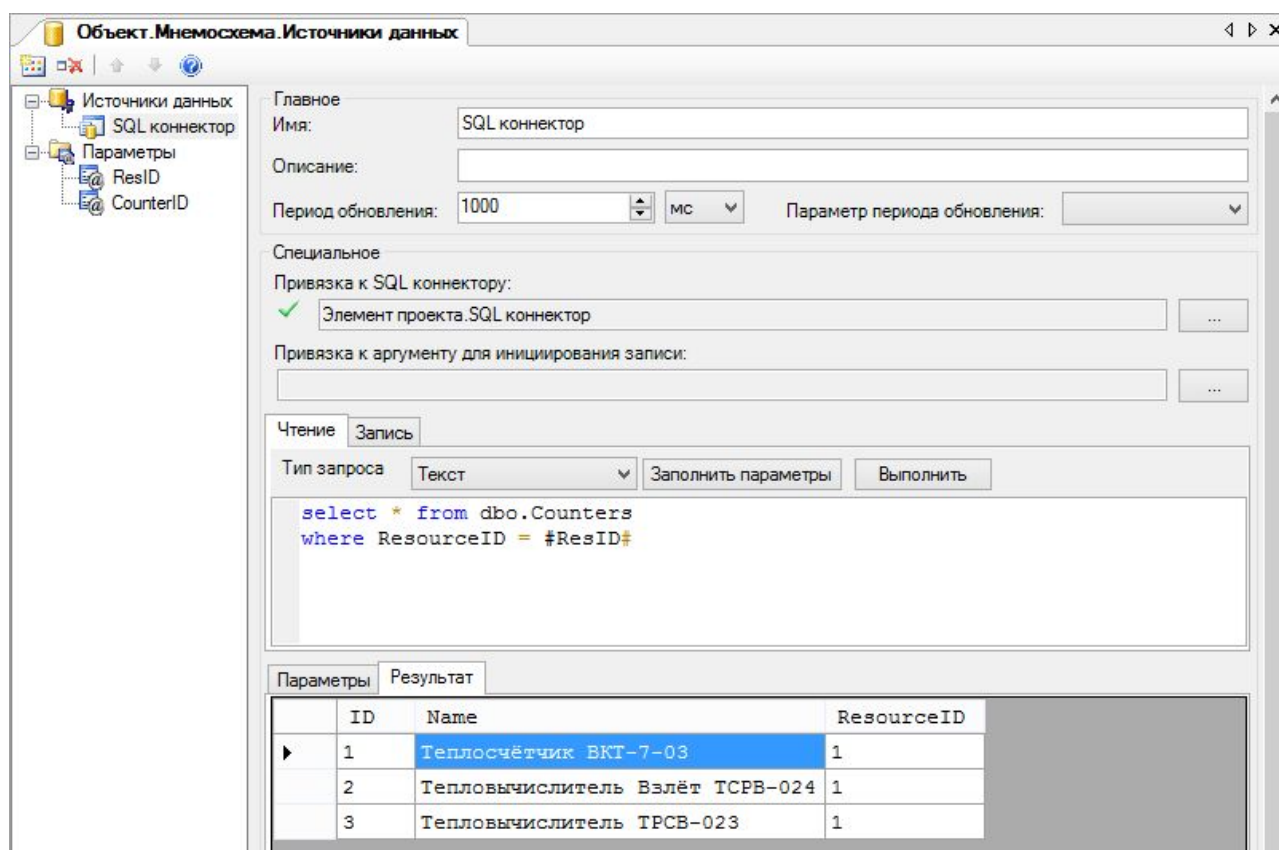 Объект.Мнемосхема.Источники данных
Источники данных
SQL коннектор
Параметры
ResID
CounterID
Главное
Имя: SQL коннектор
Описание:
Период обновления: 1000 мс Параметр периода обновления:
Специальное
Привязка к SQL коннектору:
Элемент проекта.SQL коннектор ...
Привязка к аргументу для инициирования записи:
...
Чтение Запись
Тип запроса Текст Заполнить параметры Выполнить
select * from dbo.Counters
where ResourceID = #ResID#
Параметры Результат
ID Name ResourceID
1 Теплосчётчик ВКТ-7-03 1
2 Тепловычислитель Взлёт ТСРВ-024 1
3 Тепловычислитель ТРСВ-023 1